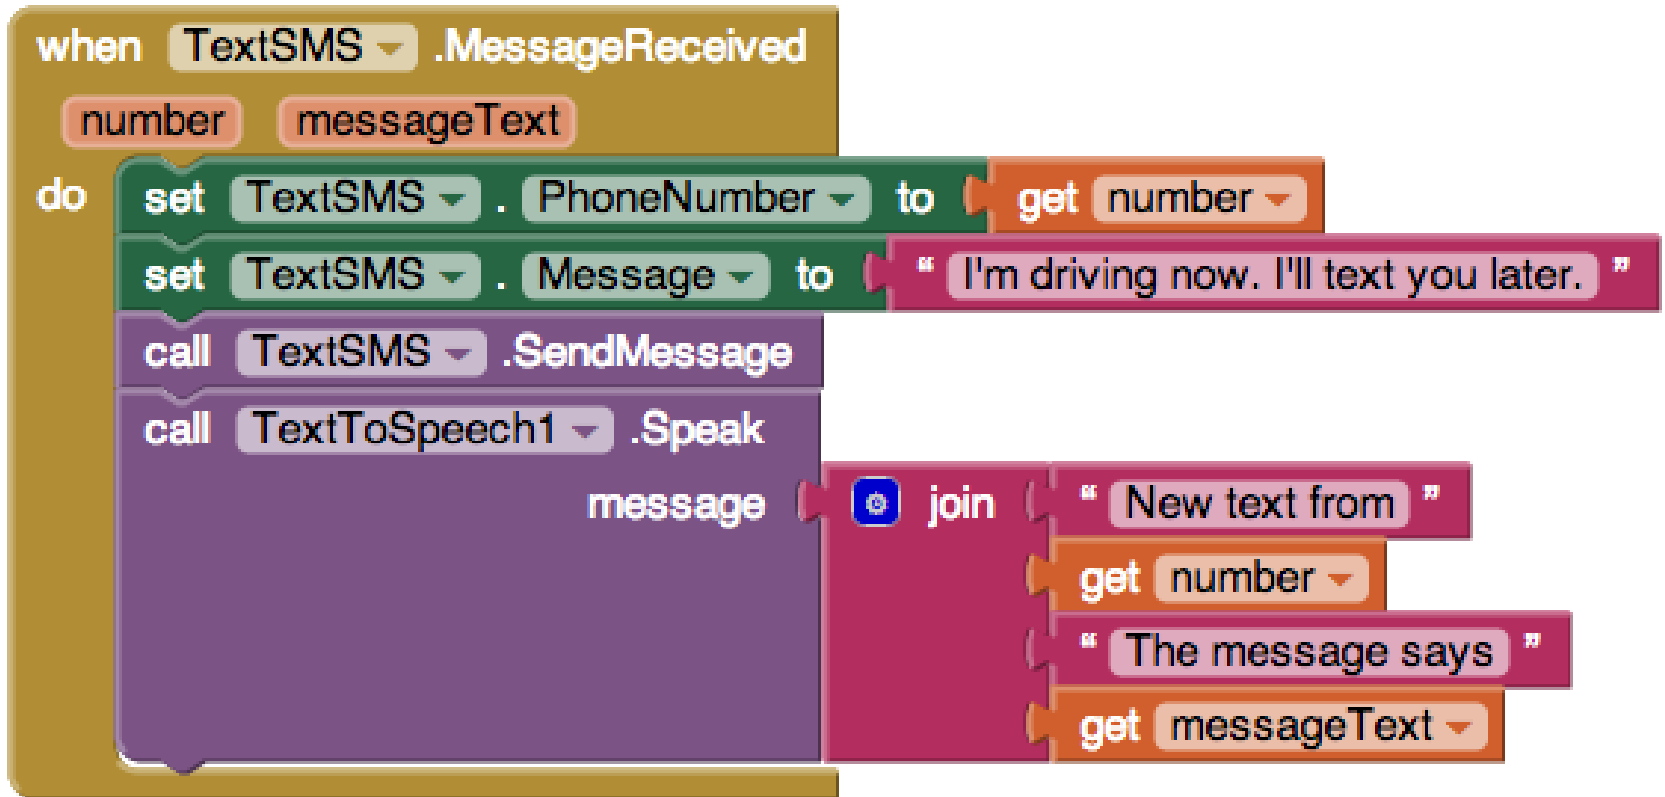 when TextSMS .MessageReceived
number messageText
do set TextSMS . PhoneNumber to get number
set TextSMS . Message to “ I'm driving now. I'll text you later. ”
call TextSMS .SendMessage
call TextToSpeech1 .Speak
message join “ New text from ”
get number
“ The message says ”
get messageText